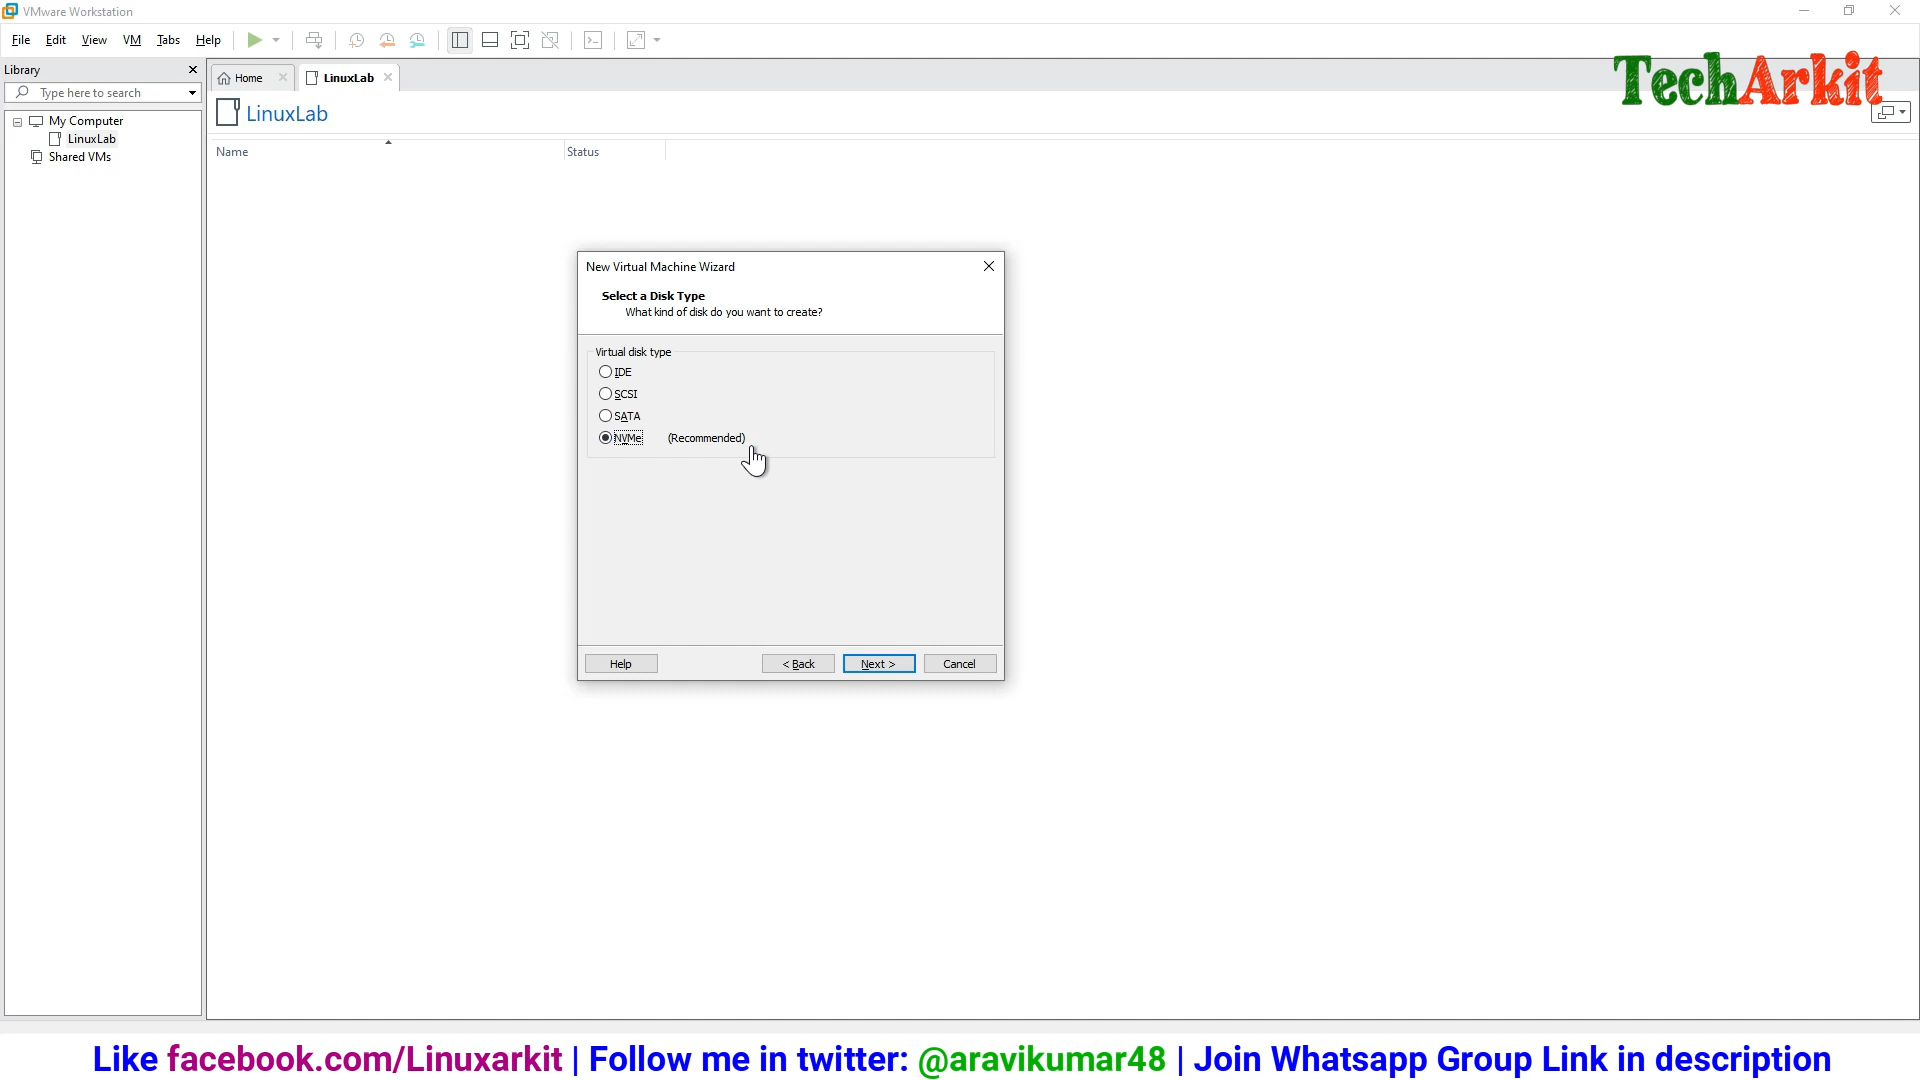 VMware Workstation
File Edit View VM Tabs Help
Library
Type here to search
My Computer
LinuxLab
Shared VMs
Home
LinuxLab
TechArkit
LinuxLab
Name
Status
New Virtual Machine Wizard
Select a Disk Type
What kind of disk do you want to create?
Virtual disk type
IDE
SCSI
SATA
NVMe (Recommended)
Help < Back Next > Cancel
Like facebook.com/Linuxarkit | Follow me in twitter: @aravikumar48 | Join Whatsapp Group Link in description